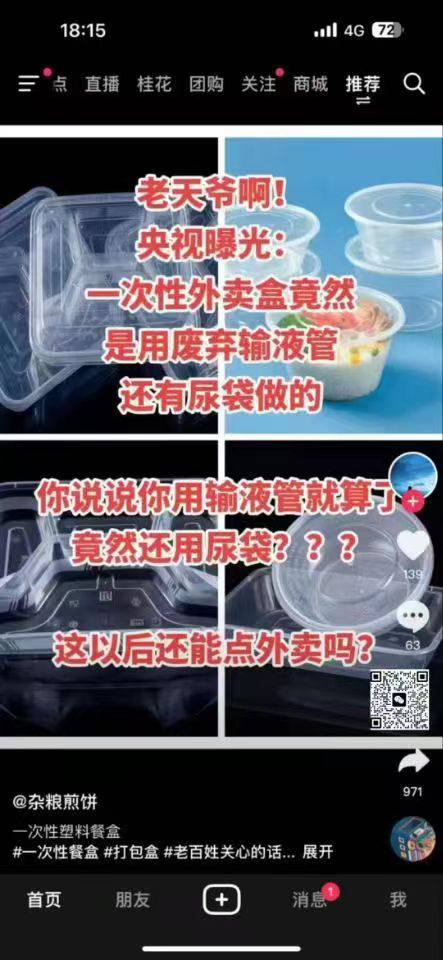 18:15
4G 72
点 直播 桂花 团购 关注 商城 推荐
老天爷啊！
央视曝光：
一次性外卖盒竟然
是用废弃输液管
还有尿袋做的
你说说你用输液管就算了
竟然还用尿袋？？？
这以后还能点外卖吗？
139
63
971
@杂粮煎饼
一次性塑料餐盒
#一次性餐盒 #打包盒 #老百姓关心的话... 展开
首页 朋友 消息 1 我